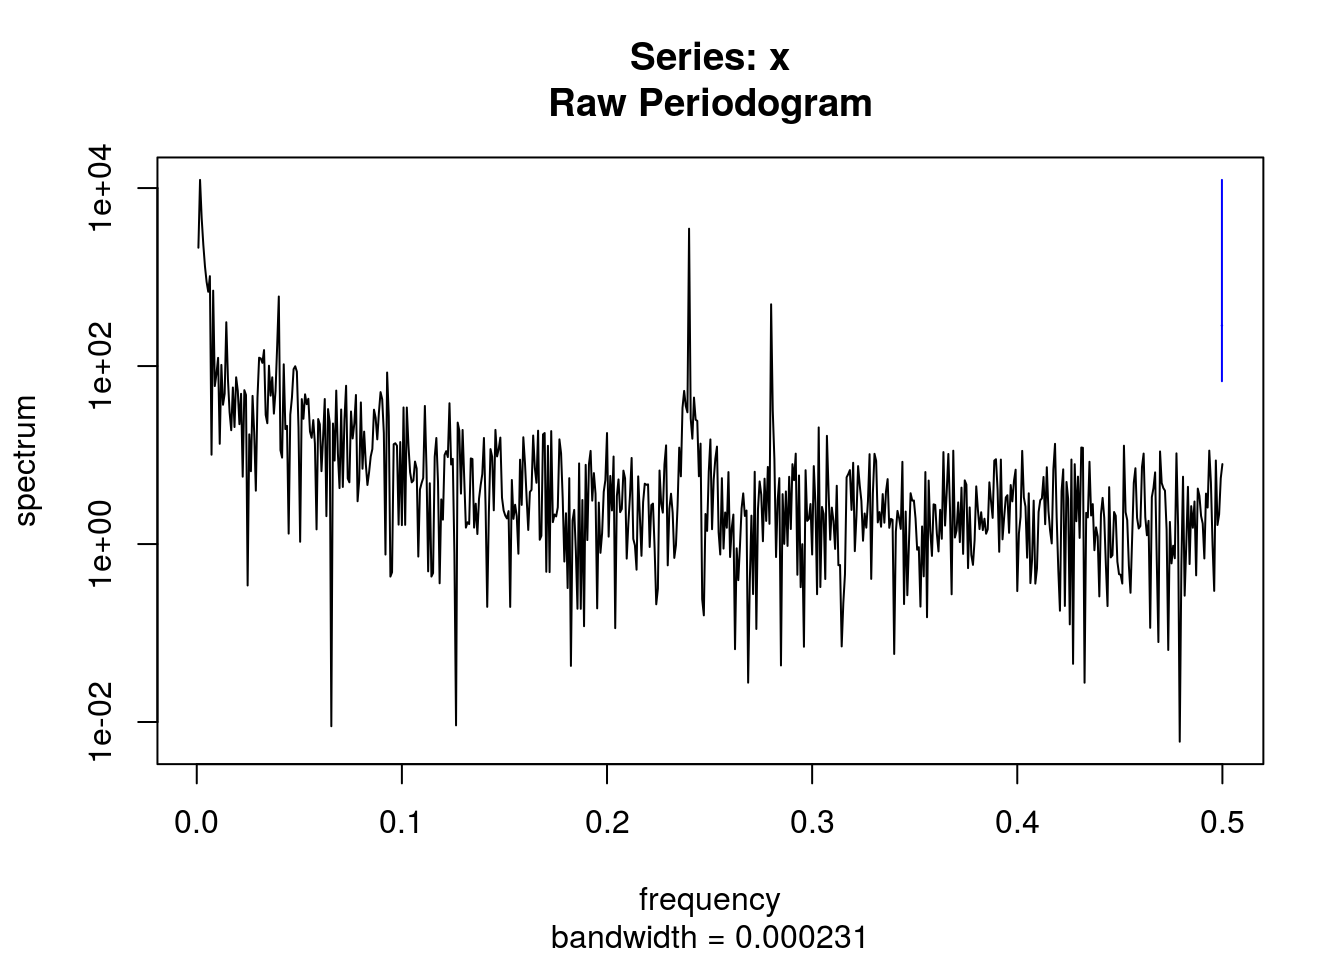 Series: x
Raw Periodogram
spectrum
1e+04
1e+02
1e+00
1e-02
0.0 0.1 0.2 0.3 0.4 0.5
frequency
bandwidth = 0.000231